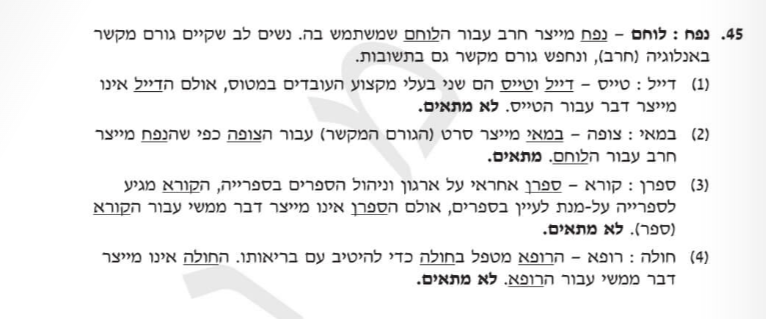 45. נפח : לוחם – נפח מייצר חרב עבור הלוחם שמשתמש בה. נשים לב שקיים גורם מקשר
באנלוגיה (חרב), ונחפש גורם מקשר גם בתשובות.
(1) דייל : טייס – דייל וטייס הם שני בעלי מקצוע העובדים במטוס, אולם הדייל אינו
מייצר דבר עבור הטייס. לא מתאים.
(2) במאי : צופה – במאי מייצר סרט (הגורם המקשר) עבור הצופה כפי שהנפח מייצר
חרב עבור הלוחם. מתאים.
(3) ספרן : קורא – ספרן אחראי על ארגון וניהול הספרים בספרייה, הקורא מגיע
לספרייה על-מנת לעיין בספרים, אולם הספרן אינו מייצר דבר ממשי עבור הקורא
(ספר). לא מתאים.
(4) חולה : רופא – הרופא מטפל בחולה כדי להיטיב עם בריאותו. החולה אינו מייצר
דבר ממשי עבור הרופא. לא מתאים.